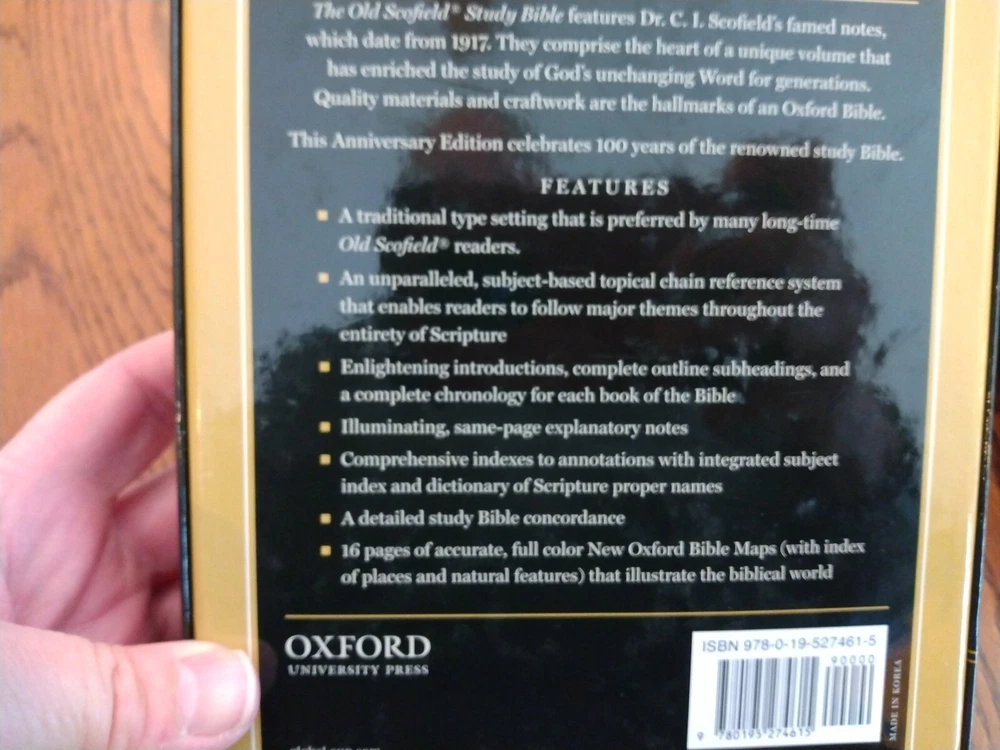 The Old Scofield® Study Bible features Dr. C. I. Scofield's famed notes,
which date from 1917. They comprise the heart of a unique volume that
has enriched the study of God's unchanging Word for generations.
Quality materials and craftwork are the hallmarks of an Oxford Bible.
This Anniversary Edition celebrates 100 years of the renowned study Bible.
FEATURES
A traditional type setting that is preferred by many long-time
Old Scofield® readers.
An unparalleled, subject-based topical chain reference system
that enables readers to follow major themes throughout the
entirety of Scripture
Enlightening introductions, complete outline subheadings, and
a complete chronology for each book of the Bible
Illuminating, same-page explanatory notes
Comprehensive indexes to annotations with integrated subject
index and dictionary of Scripture proper names
A detailed study Bible concordance
16 pages of accurate, full color New Oxford Bible Maps (with index
of places and natural features) that illustrate the biblical world
OXFORD
UNIVERSITY PRESS
ISBN 978-0-19-527461-5
90000
9 780195 274615
MADE IN KOREA